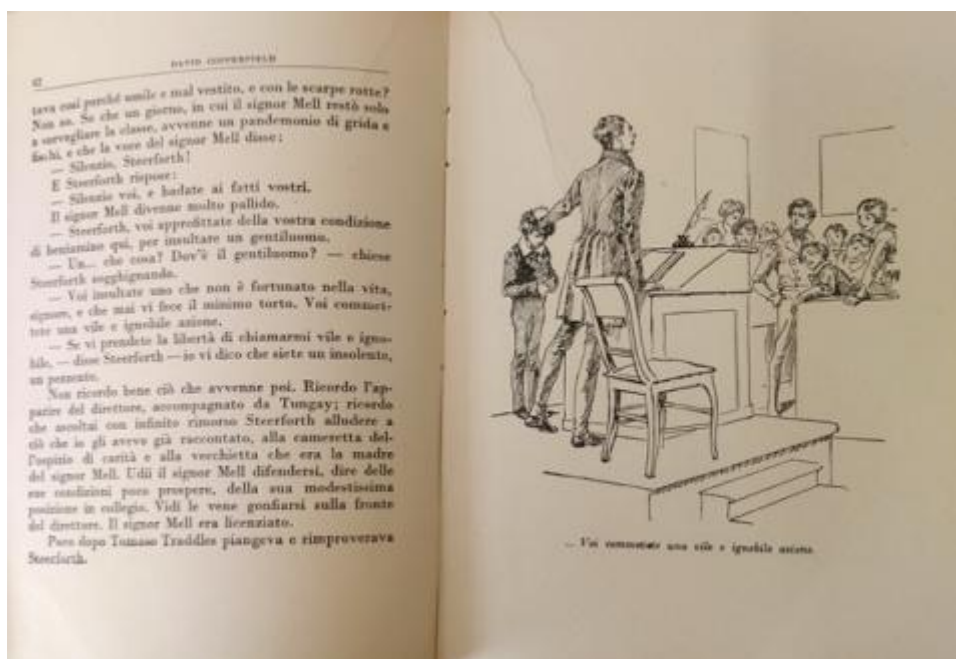 62
DAVID COPPERFIELD
tava così perché umile e mal vestito, e con le scarpe rotte?
Non so. So che un giorno, in cui il signor Mell restò solo
a sorvegliare la classe, avvenne un pandemonio di grida e
fischi, e che la voce del signor Mell disse:
— Silenzio, Steerforth!
E Steerforth rispose:
— Silenzio voi, e badate ai fatti vostri.
Il signor Mell divenne molto pallido.
— Steerforth, voi approfittate della vostra condizione
di beniamino qui, per insultare un gentiluomo.
— Un... che cosa? Dov'è il gentiluomo? — chiese
Steerforth sogghignando.
— Voi insultate uno che non è fortunato nella vita,
signore, e che mai vi fece il minimo torto. Voi commet-
tete una vile e ignobile azione.
— Se vi prendete la libertà di chiamarmi vile e igno-
bile, — disse Steerforth — io vi dico che siete un insolente,
un pezzente.
Non ricordo bene ciò che avvenne poi. Ricordo l'ap-
parire del direttore, accompagnato da Tungay; ricordo
che ascoltai con infinito rimorso Steerforth alludere a
ciò che io gli avevo già raccontato, alla cameretta del-
l'ospizio di carità e alla vecchietta che era la madre
del signor Mell. Udii il signor Mell difendersi, dire delle
sue condizioni poco prospere, della sua modestissima
posizione in collegio. Vidi le vene gonfiarsi sulla fronte
del direttore. Il signor Mell era licenziato.
Poco dopo Tomaso Traddles piangeva e rimproverava
Steerforth.
... Voi commettete una vile e ignobile azione.